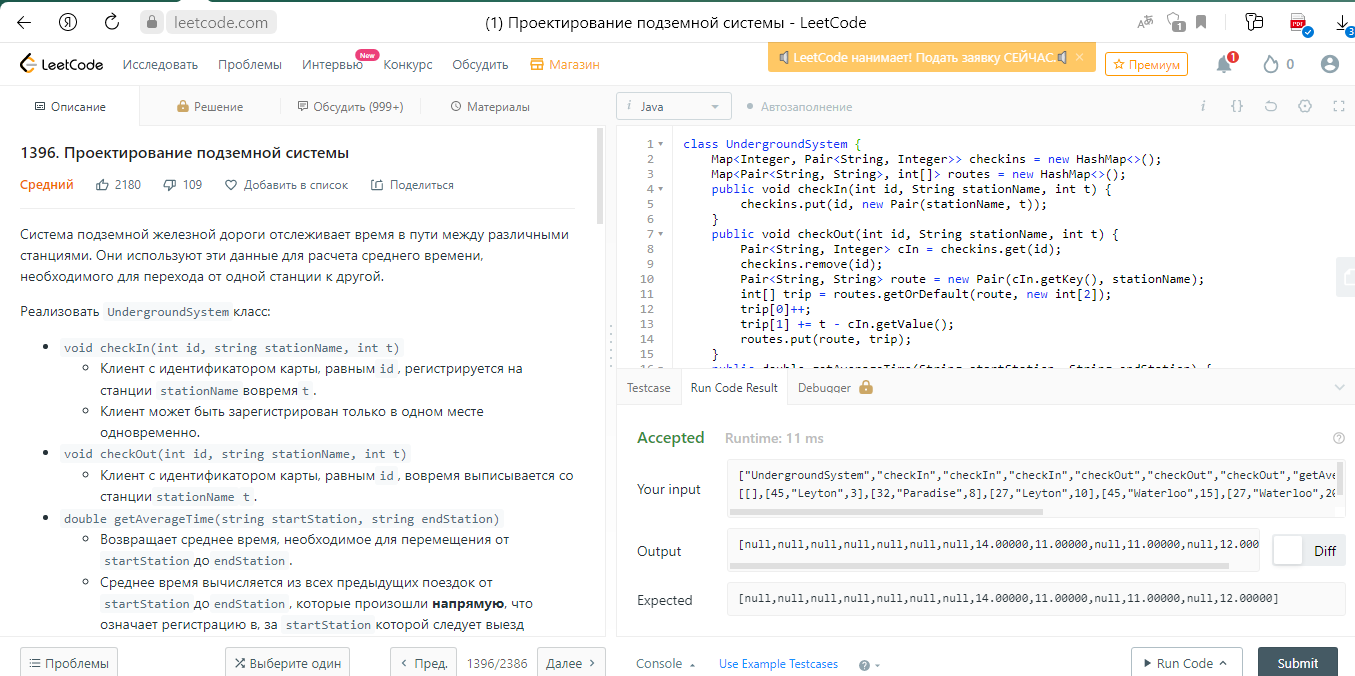 leetcode.com
(1) Проектирование подземной системы - LeetCode
1
PDF
3
LeetCode
Исследовать
Проблемы
Интервью
New
Конкурс
Обсудить
Магазин
LeetCode нанимает! Подать заявку СЕЙЧАС.
×
Премиум
1
0
Описание
Решение
Обсудить (999+)
Материалы
i Java
Автозаполнение
i {}
1396. Проектирование подземной системы
Средний
2180
109
Добавить в список
Поделиться
Система подземной железной дороги отслеживает время в пути между различными
станциями. Они используют эти данные для расчета среднего времени,
необходимого для перехода от одной станции к другой.
Реализовать UndergroundSystem класс:
void checkIn(int id, string stationName, int t)
Клиент с идентификатором карты, равным id , регистрируется на
станции stationName вовремя t .
Клиент может быть зарегистрирован только в одном месте
одновременно.
void checkOut(int id, string stationName, int t)
Клиент с идентификатором карты, равным id , вовремя выписывается со
станции stationName t .
double getAverageTime(string startStation, string endStation)
Возвращает среднее время, необходимое для перемещения от
startStation до endStation .
Среднее время вычисляется из всех предыдущих поездок от
startStation до endStation , которые произошли напрямую, что
означает регистрацию в, за startStation которой следует выезд
1 class UndergroundSystem {
2 Map<Integer, Pair<String, Integer>> checkins = new HashMap<>();
3 Map<Pair<String, String>, int[]> routes = new HashMap<>();
4 public void checkIn(int id, String stationName, int t) {
5 checkins.put(id, new Pair(stationName, t));
6 }
7 public void checkOut(int id, String stationName, int t) {
8 Pair<String, Integer> cIn = checkins.get(id);
9 checkins.remove(id);
10 Pair<String, String> route = new Pair(cIn.getKey(), stationName);
11 int[] trip = routes.getOrDefault(route, new int[2]);
12 trip[0]++;
13 trip[1] += t - cIn.getValue();
14 routes.put(route, trip);
15 }
16 public double getAverageTime(String startStation, String endStation) {
Testcase
Run Code Result
Debugger
Accepted
Runtime: 11 ms
Your input
["UndergroundSystem","checkIn","checkIn","checkIn","checkOut","checkOut","checkOut","getAve
[[],[45,"Leyton",3],[32,"Paradise",8],[27,"Leyton",10],[45,"Waterloo",15],[27,"Waterloo",20
Output
[null,null,null,null,null,null,null,14.00000,11.00000,null,11.00000,null,12.000
Diff
Expected
[null,null,null,null,null,null,null,14.00000,11.00000,null,11.00000,null,12.00000]
Проблемы
Выберите один
Пред.
1396/2386
Далее
Console
Use Example Testcases
?
Run Code
Submit